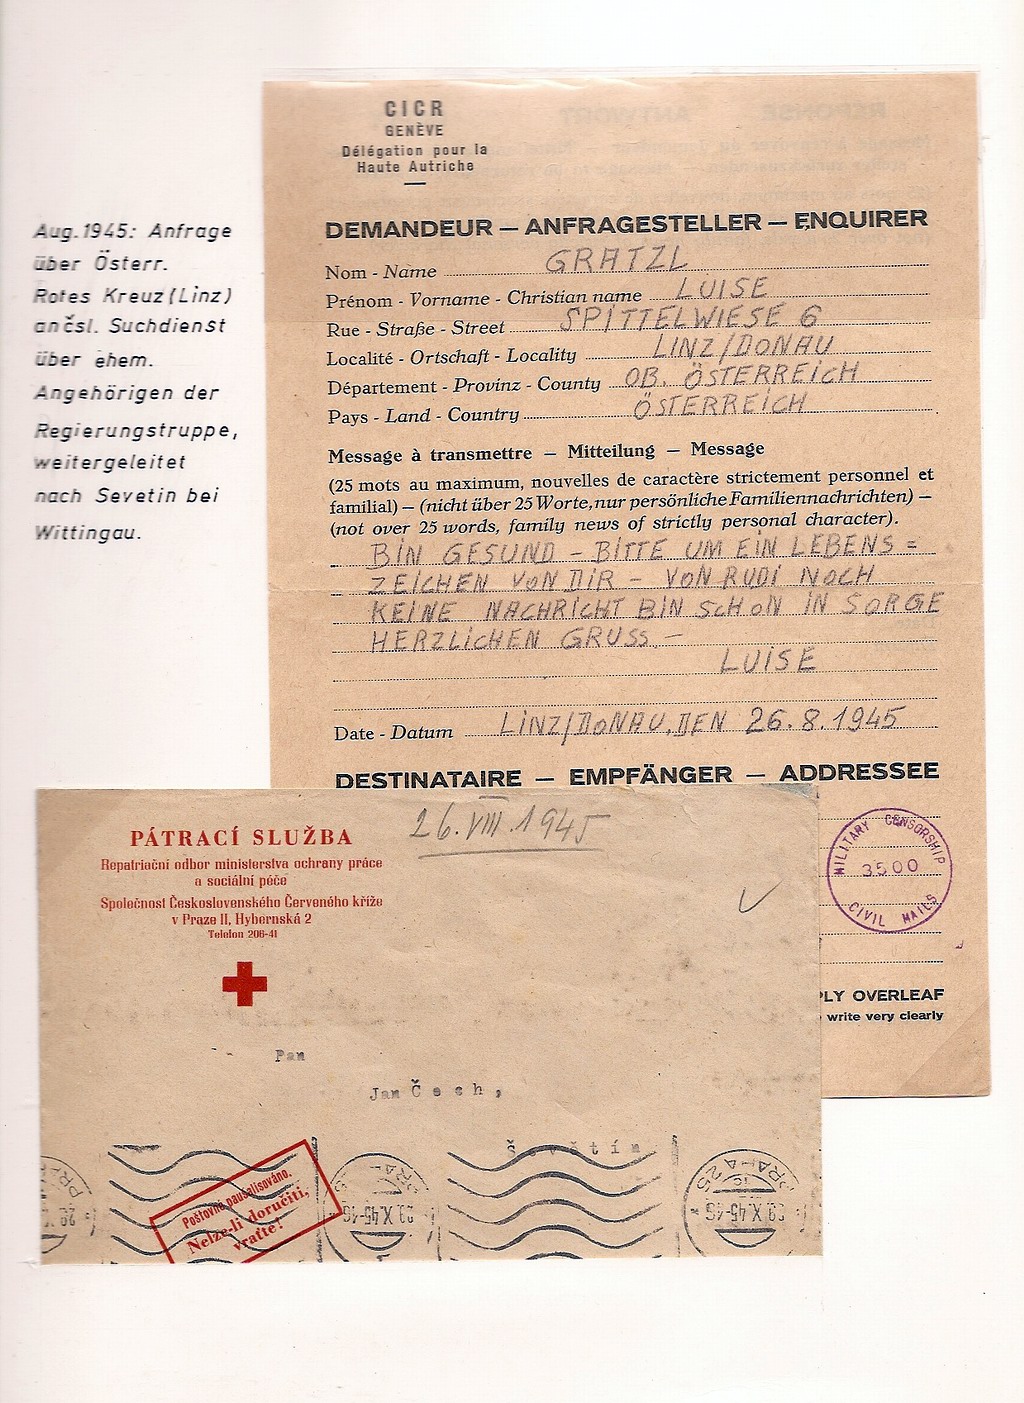 CICR
GENÈVE
Délégation pour la
Haute Autriche
DEMANDEUR — ANFRAGESTELLER — ENQUIRER
Nom - Name GRATZL
Prénom - Vorname - Christian name LUISE
Rue - Straße - Street SPITTELWIESE 6
Localité - Ortschaft - Locality LINZ/DONAU
Département - Provinz - County OB. ÖSTERREICH
Pays - Land - Country ÖSTERREICH
Message à transmettre — Mitteilung — Message
(25 mots au maximum, nouvelles de caractère strictement personnel et
familial) — (nicht über 25 Worte, nur persönliche Familiennachrichten) —
(not over 25 words, family news of strictly personal character).
BIN GESUND – BITTE UM EIN LEBENS=
ZEICHEN VON DIR – VON RUDI NOCH
KEINE NACHRICHT BIN SCHON IN SORGE
HERZLICHEN GRUSS –
LUISE
Date - Datum LINZ/DONAU, DEN 26.8.1945
DESTINATAIRE — EMPFÄNGER — ADDRESSEE
MILITARY CENSORSHIP
3500
CIVIL MAILS
PLY OVERLEAF
write very clearly
Aug. 1945: Anfrage
über Österr.
Rotes Kreuz (Linz)
an čsl. Suchdienst
über ehem.
Angehörigen der
Regierungstruppe,
weitergeleitet
nach Sevetin bei
Wittingau.
26.VIII.1945
PÁTRACÍ SLUŽBA
Repatriační odbor ministerstva ochrany práce
a sociální péče
Společnost Československého Červeného kříže
v Praze II, Hybernská 2
Telefon 206-41
Pan
Jan Čech,
Ševětín
Poštovné pausalisováno.
Nelze-li doručiti,
vraťte!
PRAHA 25
29.X.45-16